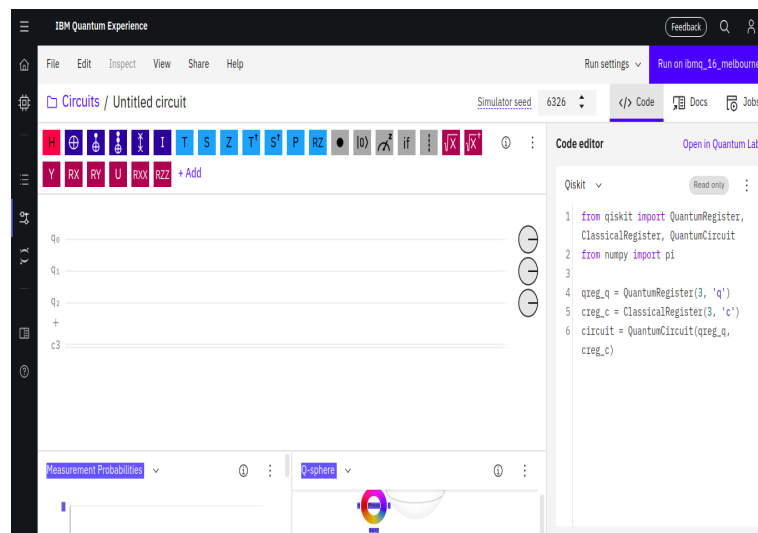 IBM Quantum Experience
Feedback
File Edit Inspect View Share Help
Run settings
Run on ibmq_16_melbourne
Circuits / Untitled circuit
Simulator seed 6326
</> Code
Docs
Jobs
H I T S Z T† S† P RZ |0⟩ z if √X √X†
Y RX RY U RXX RZZ + Add
Code editor
Open in Quantum Lab
Qiskit
Read only
1 from qiskit import QuantumRegister,
ClassicalRegister, QuantumCircuit
2 from numpy import pi
3
4 qreg_q = QuantumRegister(3, 'q')
5 creg_c = ClassicalRegister(3, 'c')
6 circuit = QuantumCircuit(qreg_q,
creg_c)
q0
q1
q2
+
c3
Measurement Probabilities
Q-sphere